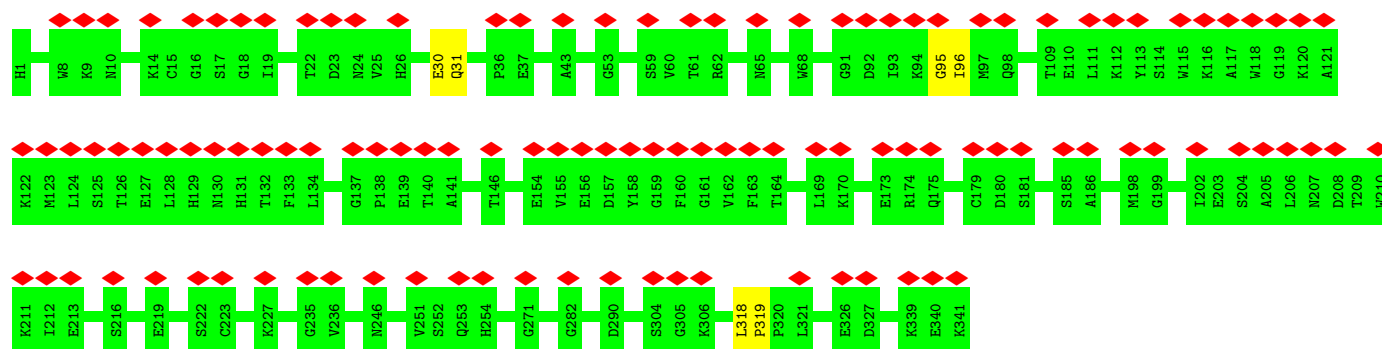 H1 W8 K9 N10 K14 C15 G16 S17 G18 I19 T22 D23 N24 V25 H26 E30 Q31 P36 E37 A43 G53 S59 V60 T61 R62 N65 W68 G91 D92 I93 K94 G95 I96 M97 Q98 T109 E110 L111 K112 Y113 S114 W115 K116 A117 W118 G119 K120 A121
K122 M123 L124 S125 T126 E127 L128 H129 N130 H131 T132 F133 L134 G137 P138 E139 T140 A141 T146 E154 V155 E156 D157 Y158 G159 F160 G161 V162 F163 T164 L169 K170 E173 R174 Q175 C179 D180 S181 S185 A186 M198 G199 I202 E203 S204 A205 L206 N207 D208 T209 W210
K211 I212 E213 S216 E219 S222 C223 K227 G235 V236 N246 V251 S252 Q253 H254 G271 G282 D290 S304 G305 K306 L318 P319 P320 L321 E326 D327 K339 E340 K341